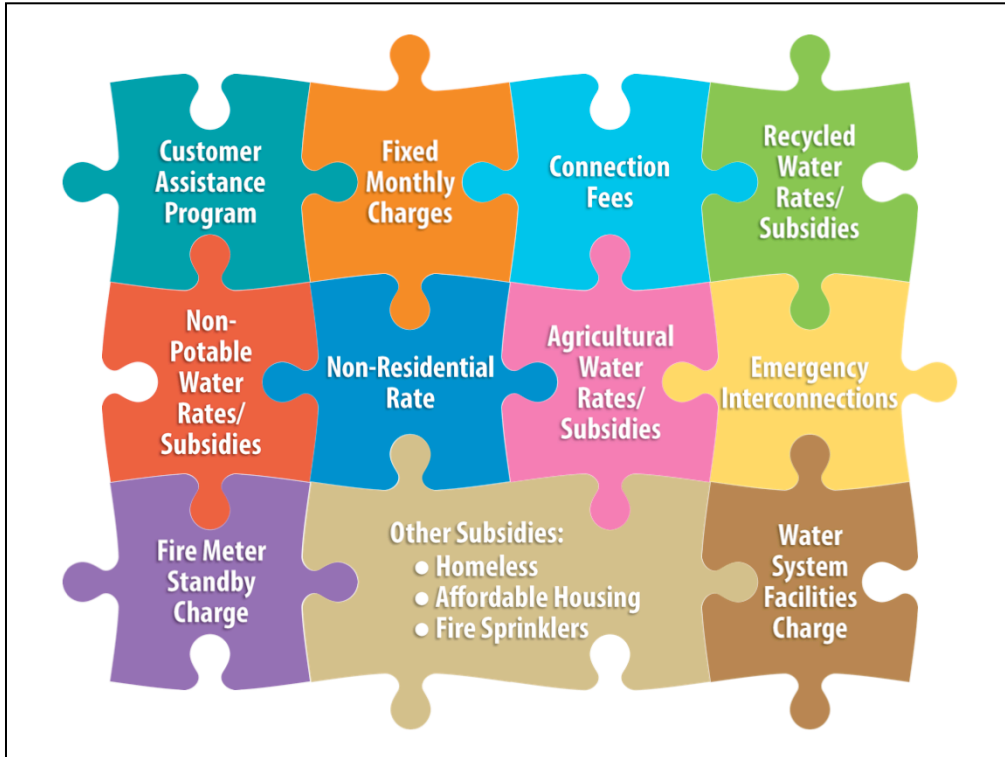 Customer
Assistance
Program
Fixed
Monthly
Charges
Connection
Fees
Recycled
Water
Rates/
Subsidies
Non-
Potable
Water
Rates/
Subsidies
Non-Residential
Rate
Agricultural
Water
Rates/
Subsidies
Emergency
Interconnections
Fire Meter
Standby
Charge
Other Subsidies:
● Homeless
● Affordable Housing
● Fire Sprinklers
Water
System
Facilities
Charge